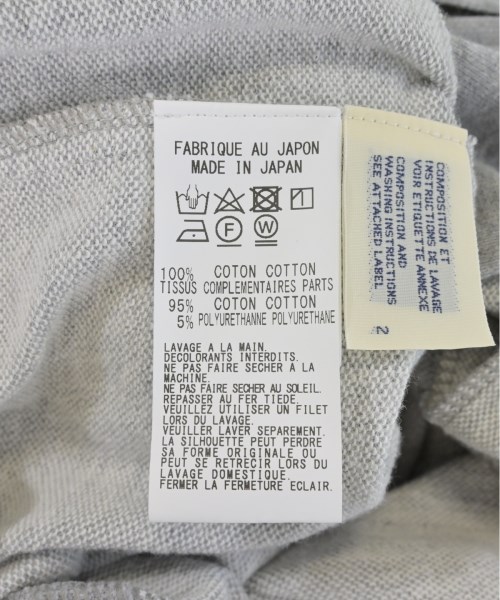 FABRIQUE AU JAPON
MADE IN JAPAN
F
W
100% COTON COTTON
TISSUS COMPLEMENTAIRES PARTS
95% COTON COTTON
5% POLYURETHANNE POLYURETHANE
LAVAGE A LA MAIN.
DECOLORANTS INTERDITS.
NE PAS FAIRE SECHER A LA
MACHINE.
NE PAS FAIRE SECHER AU SOLEIL.
REPASSER AU FER TIEDE.
VEUILLEZ UTILISER UN FILET
LORS DU LAVAGE.
VEUILLER LAVER SEPAREMENT.
LA SILHOUETTE PEUT PERDRE
SA FORME ORIGINALE OU
PEUT SE RETRECIR LORS DU
LAVAGE DOMESTIQUE.
FERMER LA FERMETURE ECLAIR.
COMPOSITION ET
INSTRUCTIONS DE LAVAGE
VOIR ETIQUETTE ANNEXE
COMPOSITION AND
WASHING INSTRUCTIONS
SEE ATTACHED LABEL
2